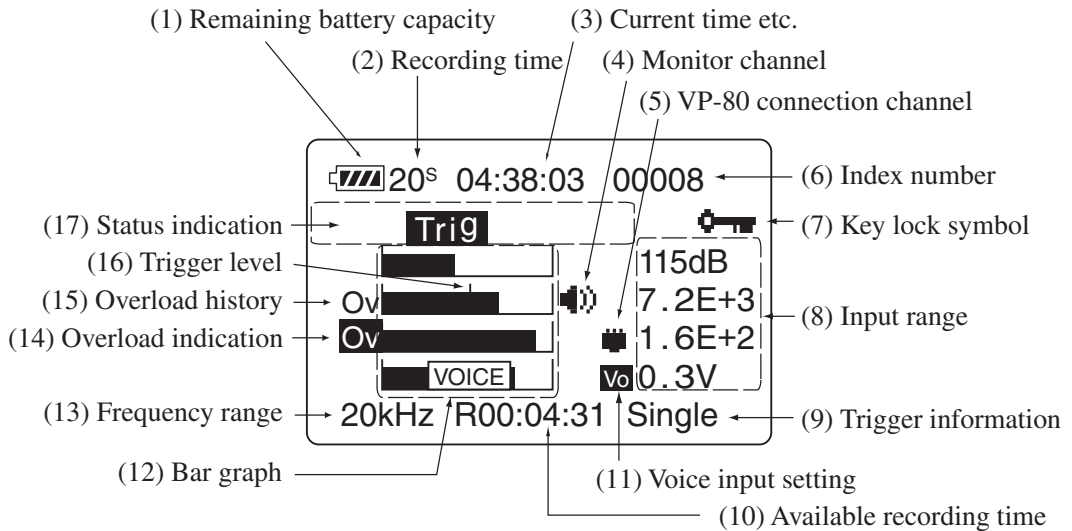 (1) Remaining battery capacity
(3) Current time etc.
(2) Recording time
(4) Monitor channel
(5) VP-80 connection channel
20S 04:38:03 00008
(6) Index number
(17) Status indication
Trig
(7) Key lock symbol
(16) Trigger level
115dB
(15) Overload history
Ov
7.2E+3
(8) Input range
(14) Overload indication
Ov
1.6E+2
VOICE
Vo
0.3V
(13) Frequency range
20kHz R00:04:31 Single
(9) Trigger information
(12) Bar graph
(11) Voice input setting
(10) Available recording time